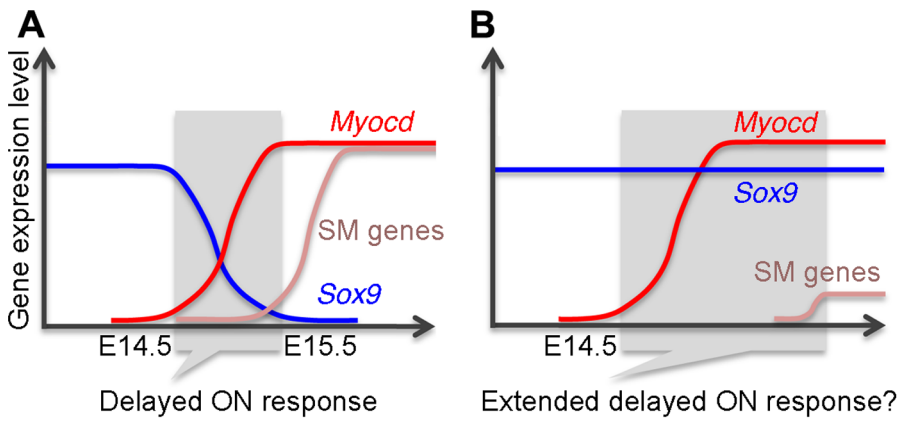 A
Gene expression level
Myocd
SM genes
Sox9
E14.5
E15.5
Delayed ON response
B
Myocd
Sox9
SM genes
E14.5
Extended delayed ON response?